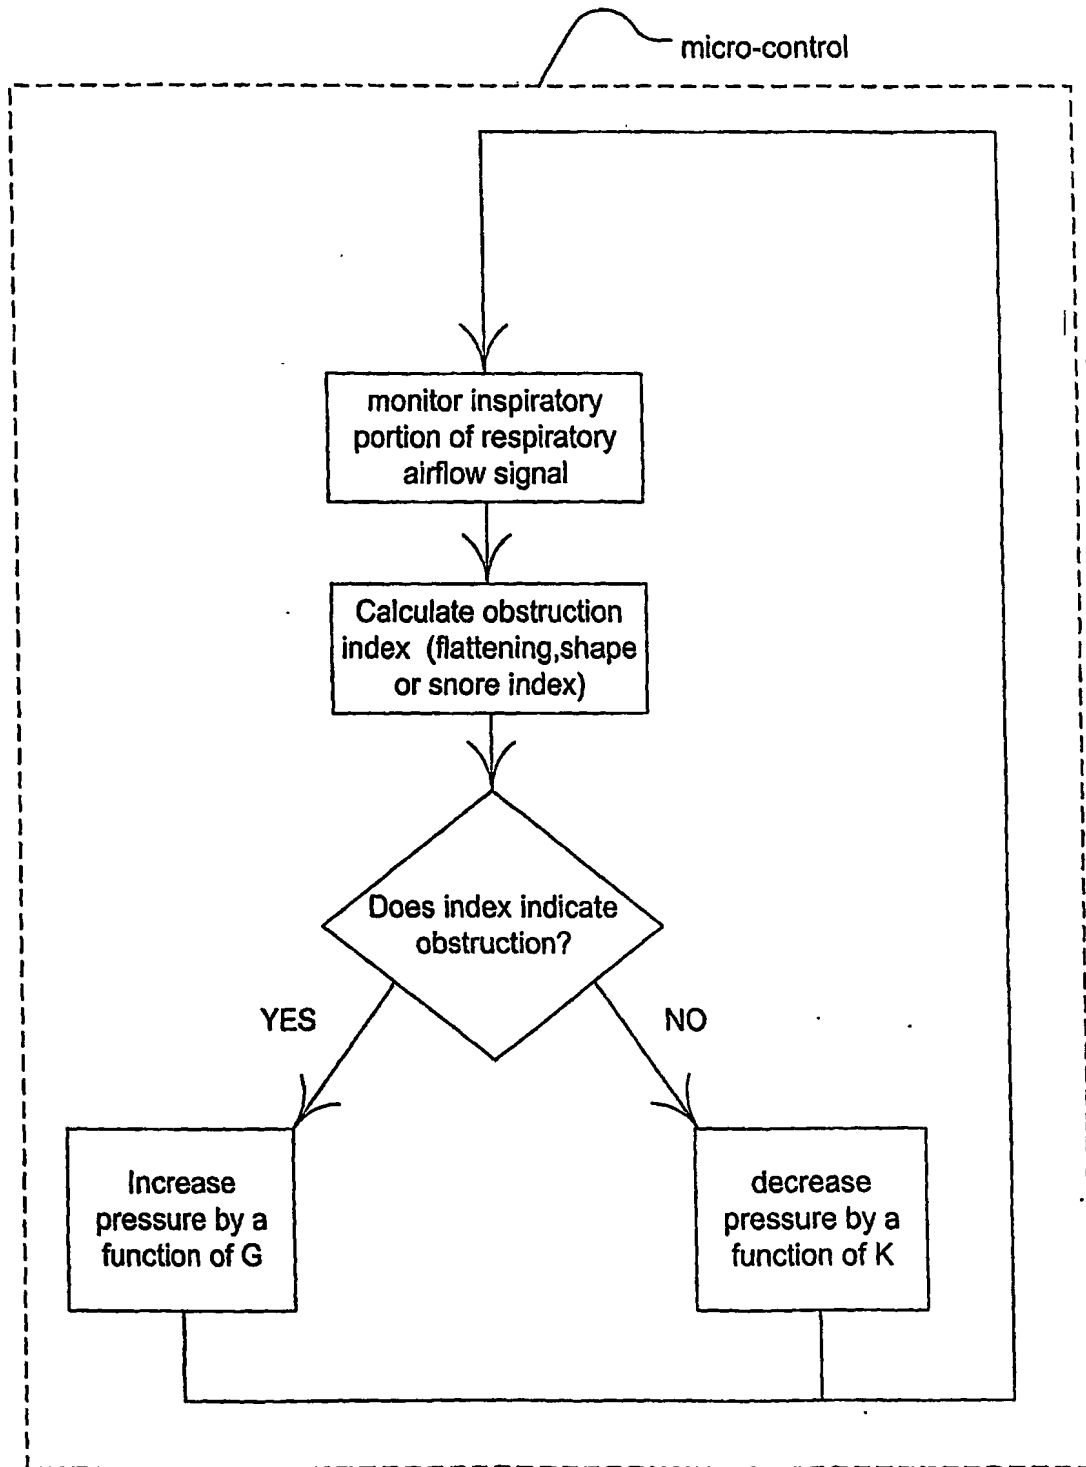 micro-control
monitor inspiratory
portion of respiratory
airflow signal
Calculate obstruction
index (flattening,shape
or snore index)
Does index indicate
obstruction?
YES
NO
Increase
pressure by a
function of G
decrease
pressure by a
function of K